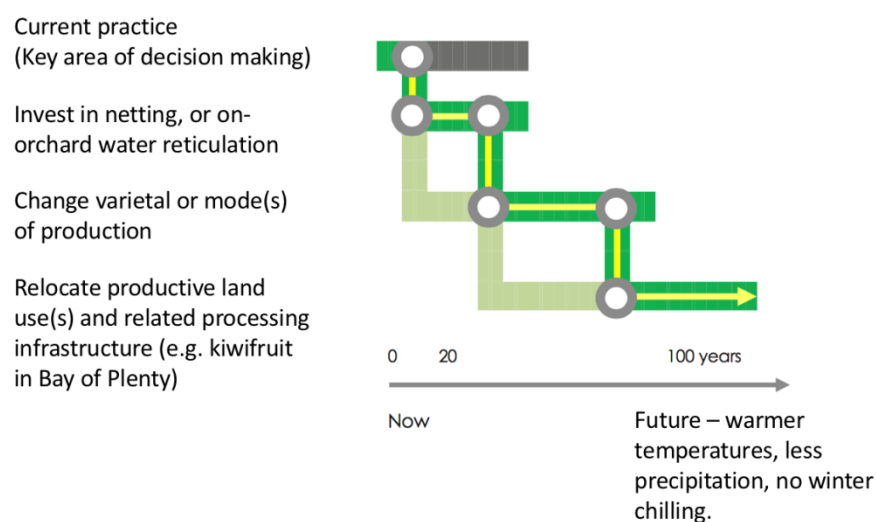 Current practice
(Key area of decision making)
Invest in netting, or on-
orchard water reticulation
Change varietal or mode(s)
of production
Relocate productive land
use(s) and related processing
infrastructure (e.g. kiwifruit
in Bay of Plenty)
0 20 100 years
Now
Future – warmer
temperatures, less
precipitation, no winter
chilling.